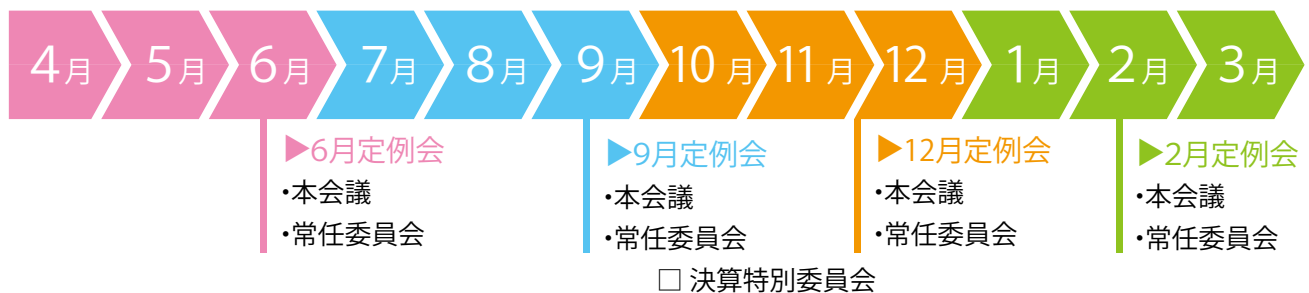 4月 5月 6月 7月 8月 9月 10月 11月 12月 1月 2月 3月
▶6月定例会
・本会議
・常任委員会
▶9月定例会
・本会議
・常任委員会
□ 決算特別委員会
▶12月定例会
・本会議
・常任委員会
▶2月定例会
・本会議
・常任委員会